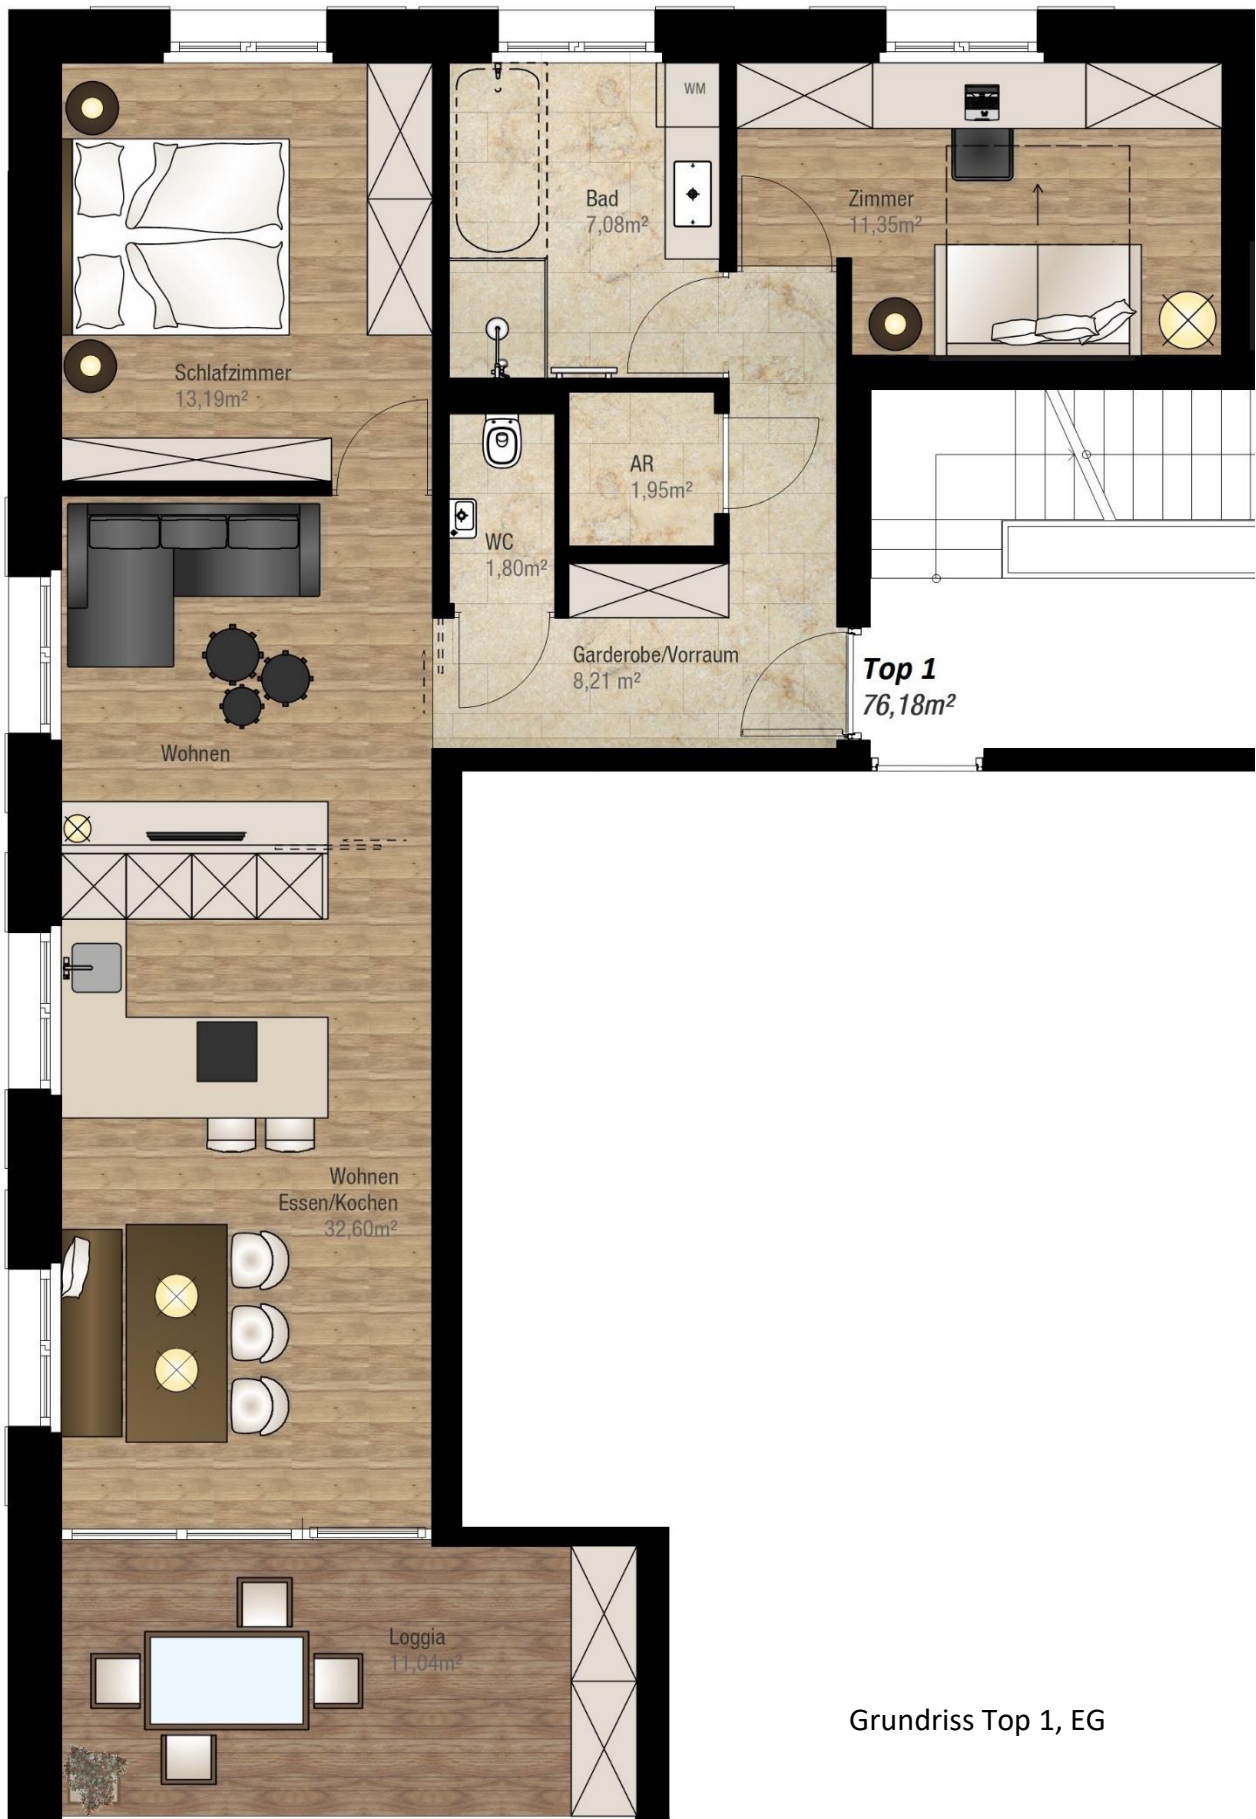 WM
Bad
7,08m²
Zimmer
11,35m²
Schlafzimmer
13,19m²
AR
1,95m²
WC
1,80m²
Garderobe/Vorraum
8,21 m²
Top 1
76,18m²
Wohnen
Wohnen
Essen/Kochen
32,60m²
Loggia
11,04m²
Grundriss Top 1, EG